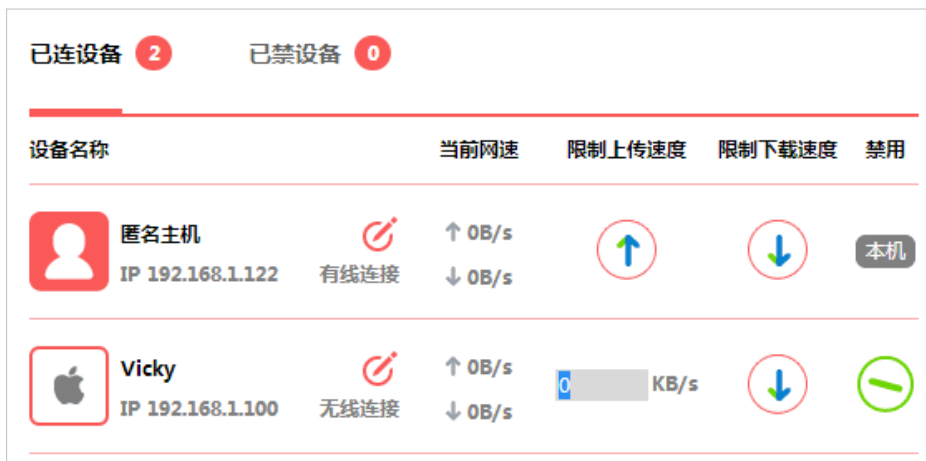 已连设备 2 已禁设备 0
设备名称 当前网速 限制上传速度 限制下载速度 禁用
匿名主机 ↑ 0B/s
IP 192.168.1.122 有线连接 ↓ 0B/s 本机
Vicky ↑ 0B/s
0 KB/s
IP 192.168.1.100 无线连接 ↓ 0B/s